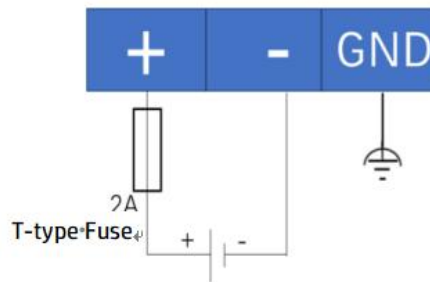 + - GND
2A
T-type Fuse
+ -